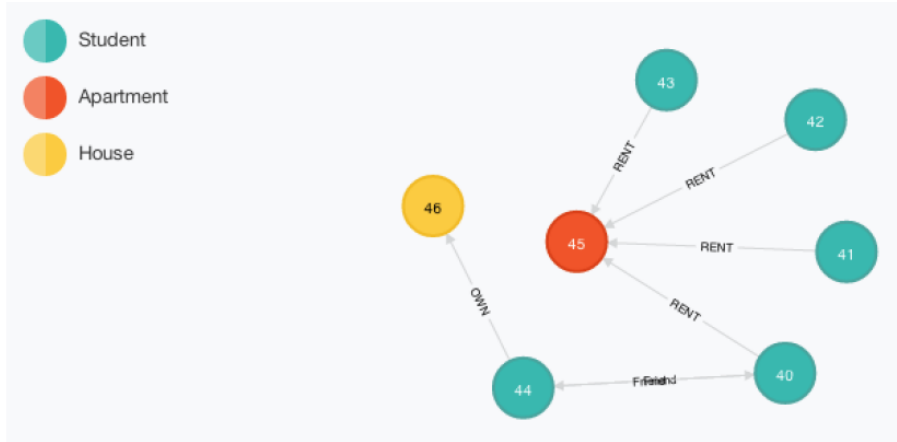 Student
Apartment
House
43
42
RENT
RENT
46
45
RENT
41
OWN
RENT
44
40